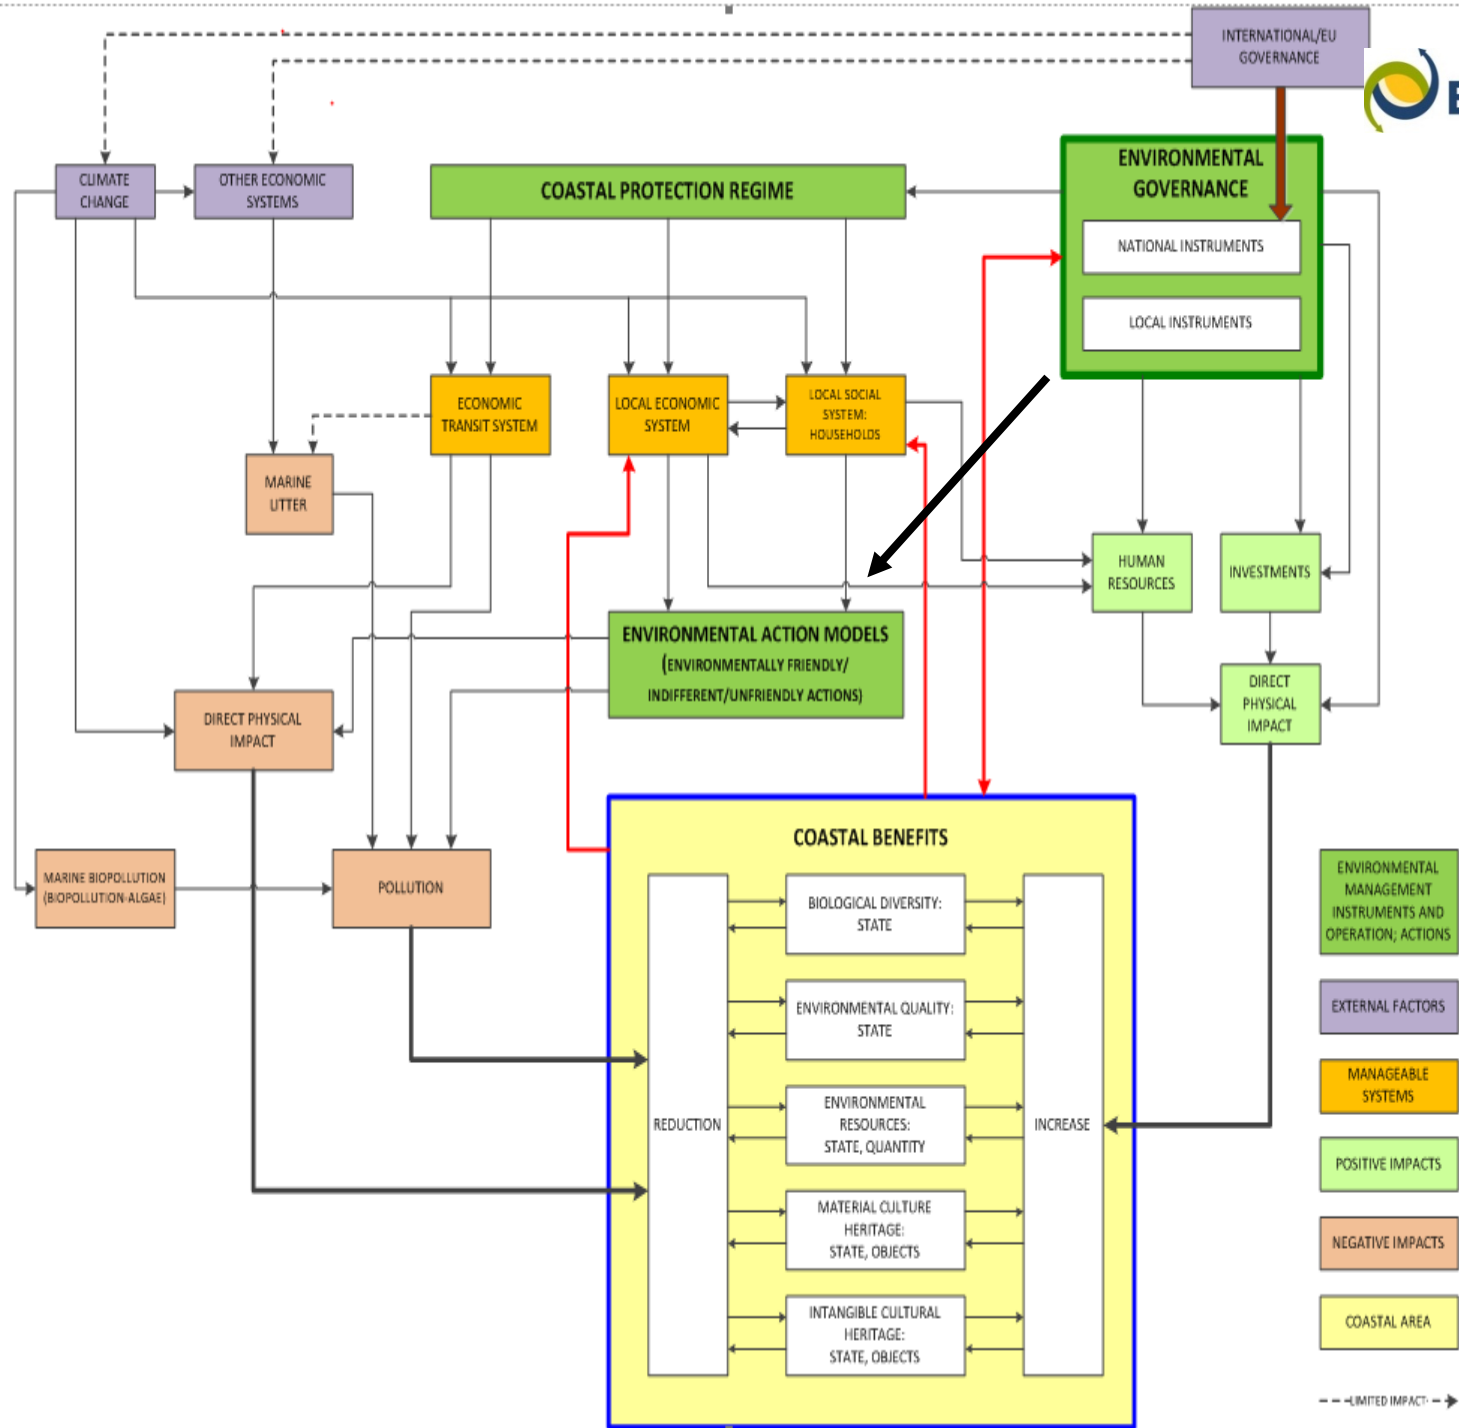 INTERNATIONAL/EU
GOVERNANCE
E
ENVIRONMENTAL
GOVERNANCE
NATIONAL INSTRUMENTS
LOCAL INSTRUMENTS
CLIMATE
CHANGE
OTHER ECONOMIC
SYSTEMS
COASTAL PROTECTION REGIME
ECONOMIC
TRANSIT SYSTEM
LOCAL ECONOMIC
SYSTEM
LOCAL SOCIAL
SYSTEM:
HOUSEHOLDS
MARINE
LITTER
HUMAN
RESOURCES
INVESTMENTS
ENVIRONMENTAL ACTION MODELS
(ENVIRONMENTALLY FRIENDLY/
INDIFFERENT/UNFRIENDLY ACTIONS)
DIRECT PHYSICAL
IMPACT
DIRECT
PHYSICAL
IMPACT
MARINE BIOPOLLUTION
(BIOPOLLUTION-ALGAE)
POLLUTION
COASTAL BENEFITS
REDUCTION
BIOLOGICAL DIVERSITY:
STATE
ENVIRONMENTAL QUALITY:
STATE
ENVIRONMENTAL
RESOURCES:
STATE, QUANTITY
MATERIAL CULTURE
HERITAGE:
STATE, OBJECTS
INTANGIBLE CULTURAL
HERITAGE:
STATE, OBJECTS
INCREASE
ENVIRONMENTAL
MANAGEMENT
INSTRUMENTS AND
OPERATION; ACTIONS
EXTERNAL FACTORS
MANAGEABLE
SYSTEMS
POSITIVE IMPACTS
NEGATIVE IMPACTS
COASTAL AREA
LIMITED IMPACT